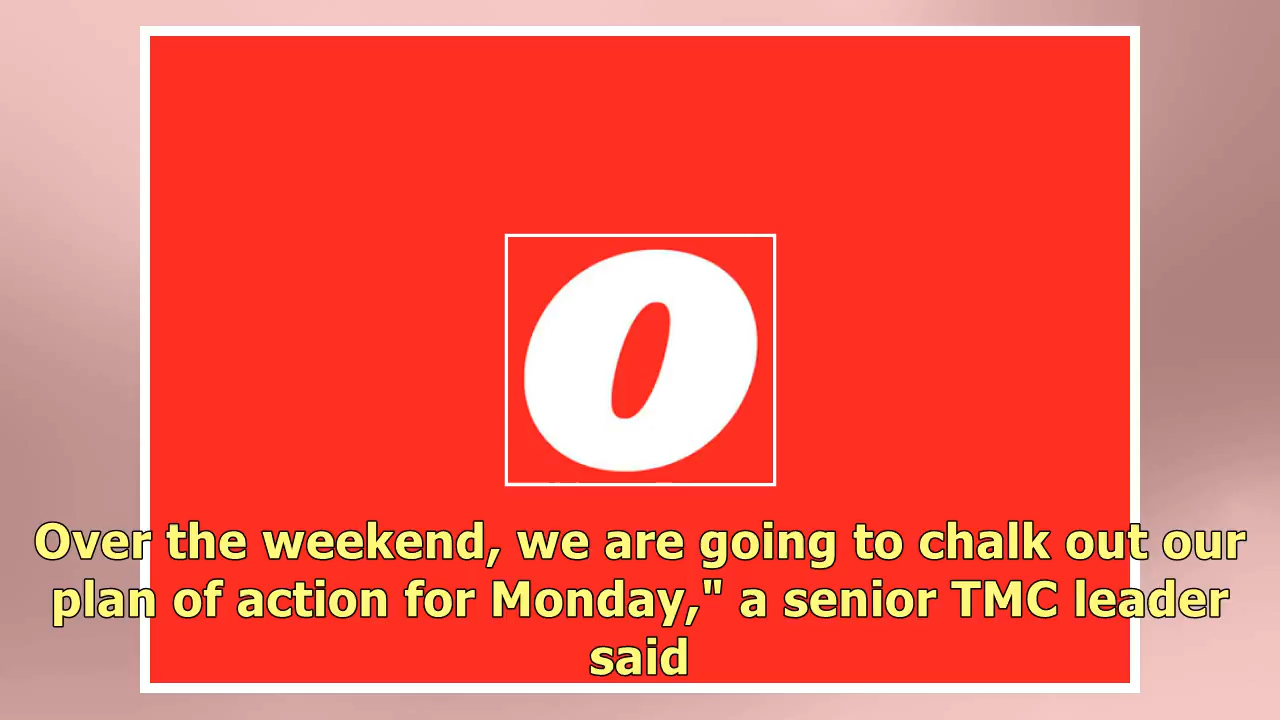 O
Over the weekend, we are going to chalk out our
plan of action for Monday," a senior TMC leader
said